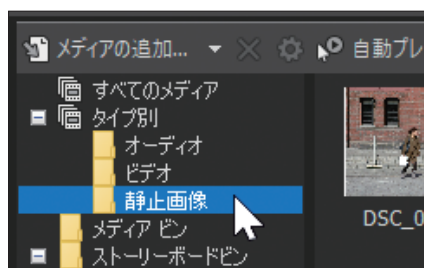 メディアの追加... 自動プレ
すべてのメディア
タイプ別
オーディオ
ビデオ
静止画像
メディア ビン
ストーリーボードビン
DSC_0